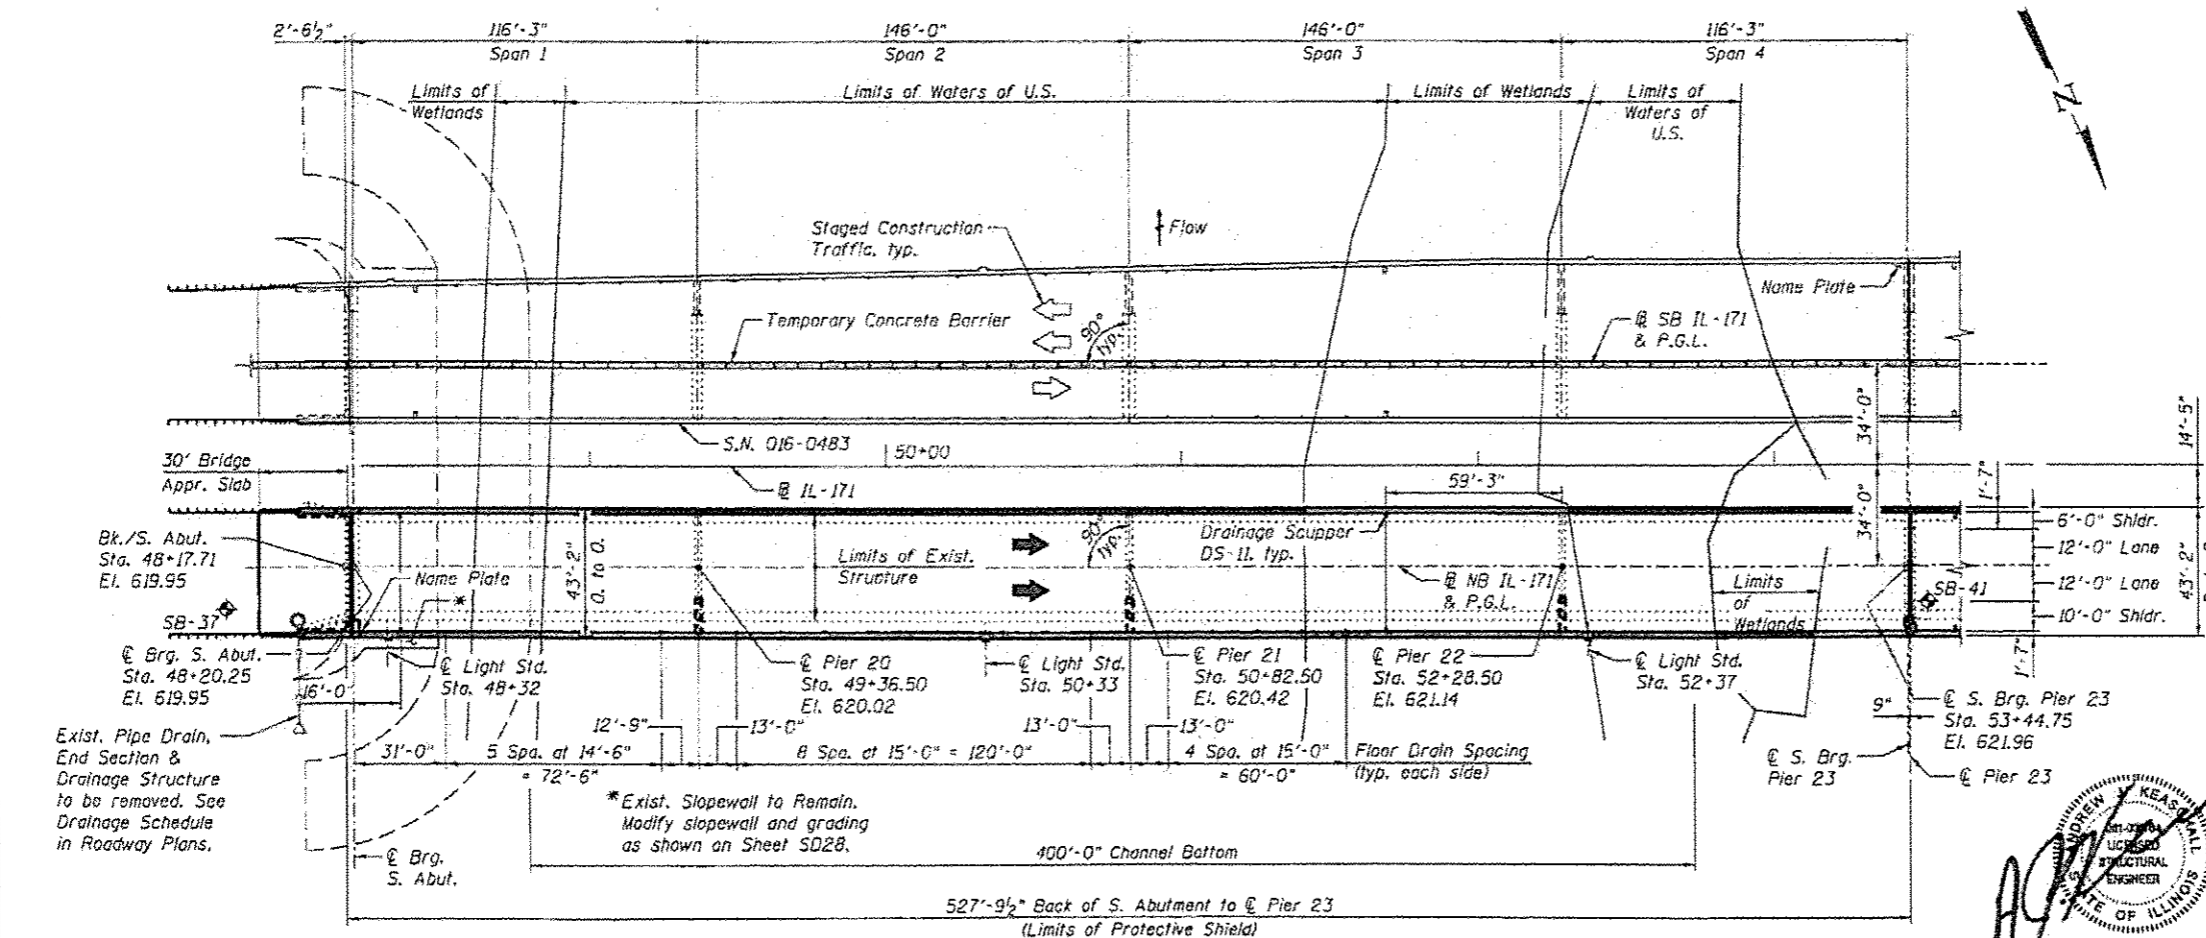 2'-6½"
116'-3"
Span 1
146'-0"
Span 2
146'-0"
Span 3
116'-3"
Span 4
Limits of
Wetlands
Limits of Waters of U.S.
Limits of Wetlands
Limits of
Waters of
U.S.
N
Staged Construction
Traffic, typ.
Flow
Name Plate
Temporary Concrete Barrier
90°
typ.
℄ SB IL-171
& P.G.L.
S.N. 016-0483
50+00
34'-0"
14'-5"
30' Bridge
Appr. Slab
℄ IL-171
59'-3"
1'-7"
Bk./S. Abut.
Sta. 48+17.71
El. 619.95
43'-2"
O. to O.
Limits of Exist.
Structure
90°
typ.
Drainage Scupper
DS-11, typ.
34'-0"
6'-0" Shldr.
12'-0" Lane
12'-0" Lane
10'-0" Shldr.
43'-2"
Name Plate
*
℄ NB IL-171
& P.G.L.
Limits
of
Wetlands
SB-41
SB-37
1'-7"
℄ Brg. S. Abut.
Sta. 48+20.25
El. 619.95
16'-0"
℄ Light Std.
Sta. 48+32
℄ Pier 20
Sta. 49+36.50
El. 620.02
℄ Light Std.
Sta. 50+33
℄ Pier 21
Sta. 50+82.50
El. 620.42
℄ Pier 22
Sta. 52+28.50
El. 621.14
℄ Light Std.
Sta. 52+37
9"
℄ S. Brg. Pier 23
Sta. 53+44.75
El. 621.96
Exist. Pipe Drain,
End Section &
Drainage Structure
to be removed. See
Drainage Schedule
in Roadway Plans.
31'-0"
5 Spa. at 14'-6"
= 72'-6"
12'-9"
13'-0"
8 Spa. at 15'-0" = 120'-0"
13'-0"
13'-0"
4 Spa. at 15'-0"
= 60'-0"
Floor Drain Spacing
(typ. each side)
℄ S. Brg.
Pier 23
℄ Pier 23
*Exist. Slopewall to Remain.
Modify slopewall and grading
as shown on Sheet SD28.
℄ Brg.
S. Abut.
400'-0" Channel Bottom
527'-9½" Back of S. Abutment to ℄ Pier 23
(Limits of Protective Shield)
LICENSED
STRUCTURAL
ENGINEER
STATE OF ILLINOIS